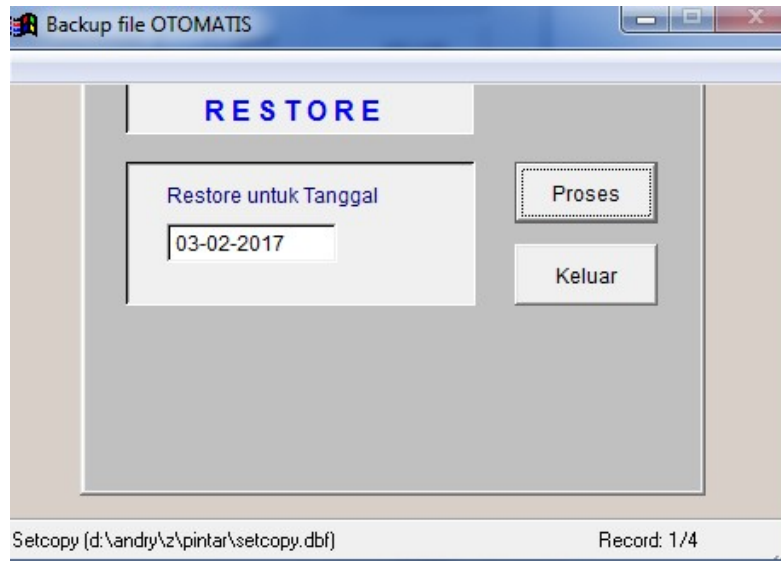 Backup file OTOMATIS
RESTORE
Restore untuk Tanggal
03-02-2017
Proses
Keluar
Setcopy (d:\andry\z\pintar\setcopy.dbf) Record: 1/4